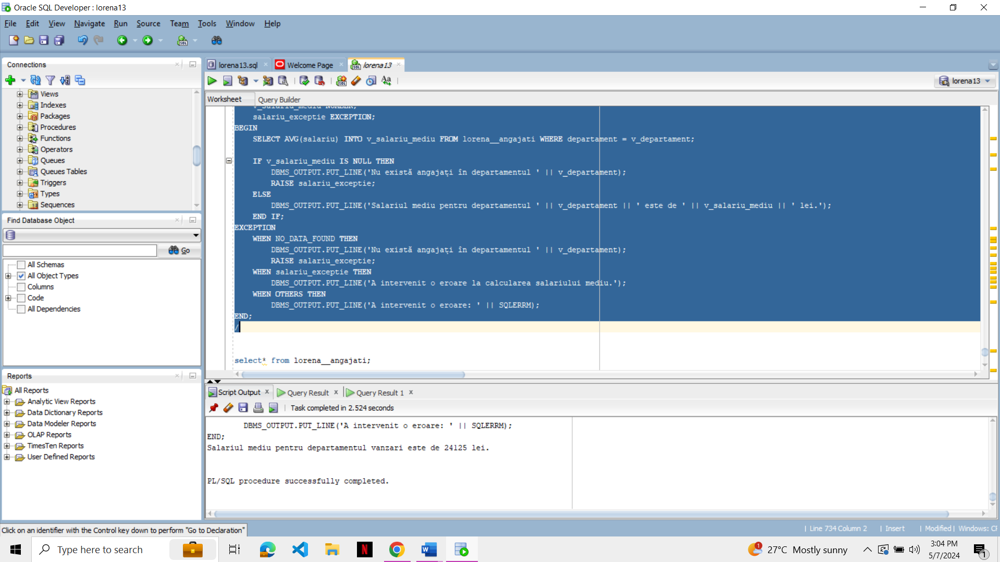 Oracle SQL Developer : lorena13
File Edit View Navigate Run Source Team Tools Window Help
Connections
Views
Indexes
Packages
Procedures
Functions
Operators
Queues
Queues Tables
Triggers
Types
Sequences
Find Database Object
Go
All Schemas
All Object Types
Columns
Code
All Dependencies
Reports
All Reports
Analytic View Reports
Data Dictionary Reports
Data Modeler Reports
OLAP Reports
TimesTen Reports
User Defined Reports
lorena13.sql
Welcome Page
lorena13
lorena13
Worksheet Query Builder
v_salariu_mediu NUMBER;
salariu_exceptie EXCEPTION;
BEGIN
SELECT AVG(salariu) INTO v_salariu_mediu FROM lorena__angajati WHERE departament = v_departament;
IF v_salariu_mediu IS NULL THEN
DBMS_OUTPUT.PUT_LINE('Nu există angajați în departamentul ' || v_departament);
RAISE salariu_exceptie;
ELSE
DBMS_OUTPUT.PUT_LINE('Salariul mediu pentru departamentul ' || v_departament || ' este de ' || v_salariu_mediu || ' lei.');
END IF;
EXCEPTION
WHEN NO_DATA_FOUND THEN
DBMS_OUTPUT.PUT_LINE('Nu există angajați în departamentul ' || v_departament);
RAISE salariu_exceptie;
WHEN salariu_exceptie THEN
DBMS_OUTPUT.PUT_LINE('A intervenit o eroare la calcularea salariului mediu.');
WHEN OTHERS THEN
DBMS_OUTPUT.PUT_LINE('A intervenit o eroare: ' || SQLERRM);
END;
/
select* from lorena__angajati;
Script Output Query Result Query Result 1
Task completed in 2.524 seconds
DBMS_OUTPUT.PUT_LINE('A intervenit o eroare: ' || SQLERRM);
END;
Salariul mediu pentru departamentul vanzari este de 24125 lei.
PL/SQL procedure successfully completed.
Click on an identifier with the Control key down to perform "Go to Declaration"
Line 734 Column 2 | Insert | Modified | Windows: CF
Type here to search
27°C Mostly sunny
3:04 PM
5/7/2024